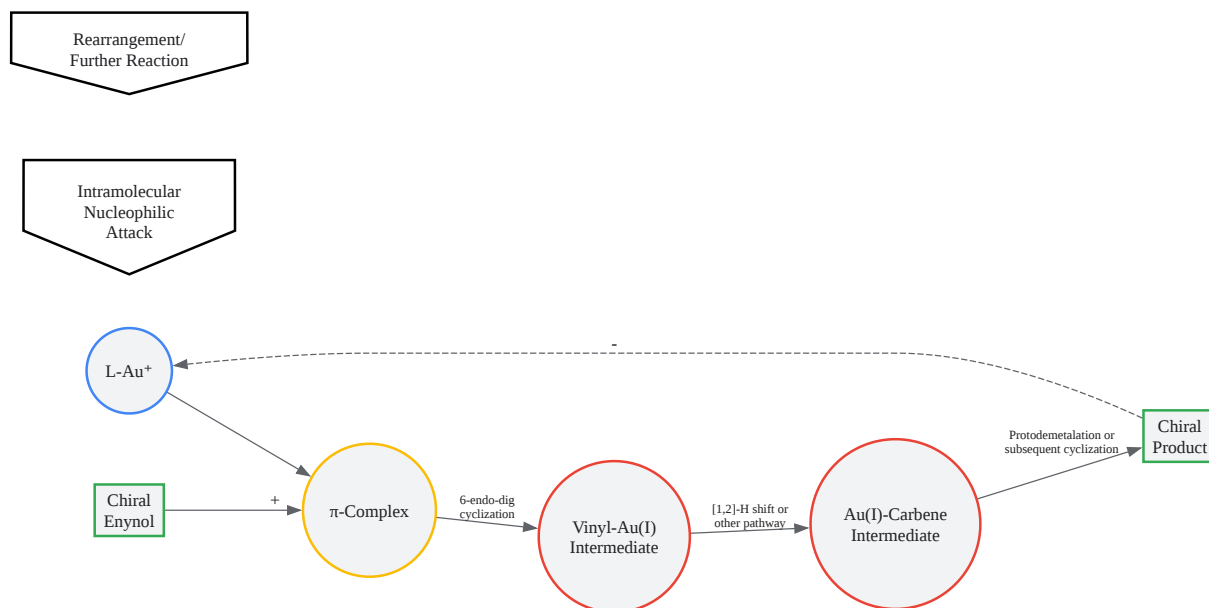 Rearrangement/
Further Reaction
Intramolecular
Nucleophilic
Attack
L-Au⁺
-
Chiral
Enynol
+
π-Complex
6-endo-dig
cyclization
Vinyl-Au(I)
Intermediate
[1,2]-H shift or
other pathway
Au(I)-Carbene
Intermediate
Protodemetalation or
subsequent cyclization
Chiral
Product